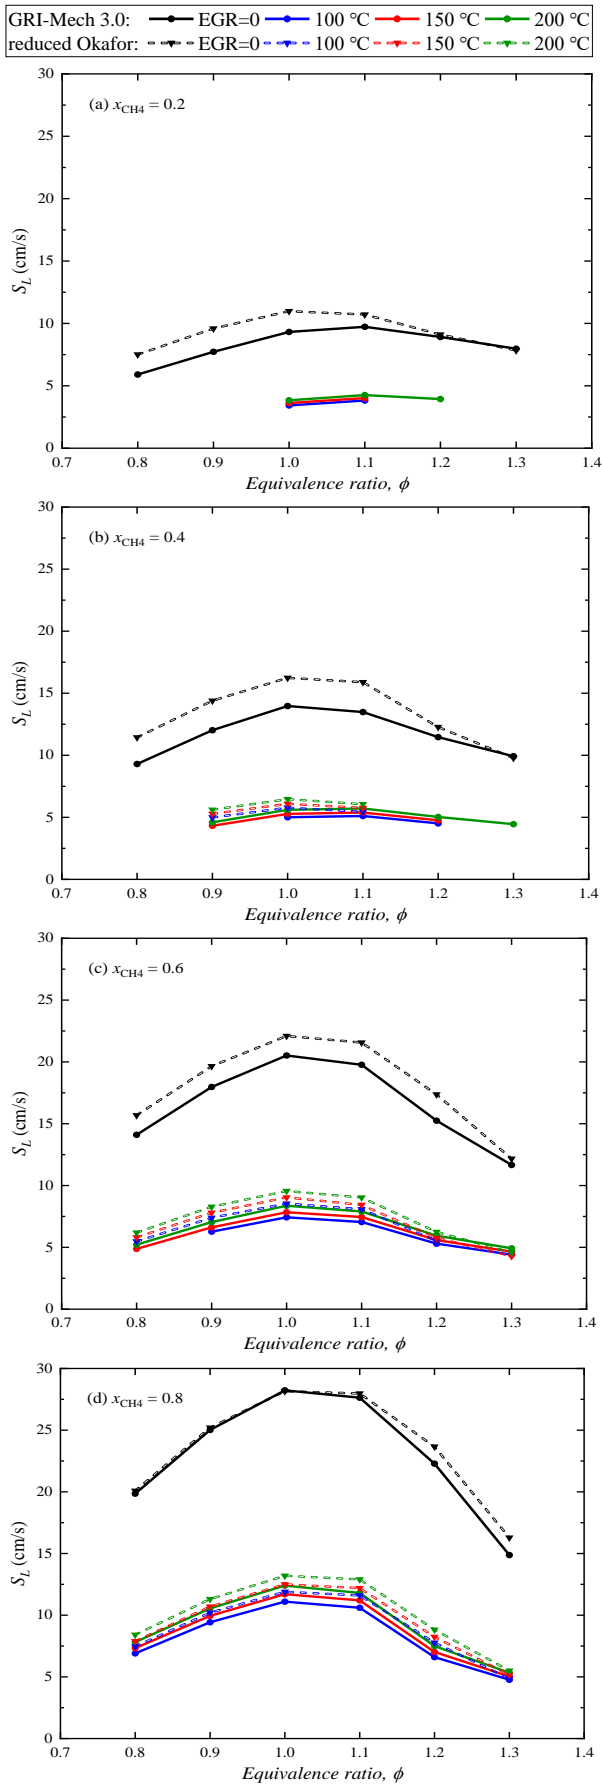 GRI-Mech 3.0: EGR=0 100 ℃ 150 ℃ 200 ℃
reduced Okafor: EGR=0 100 ℃ 150 ℃ 200 ℃
30
(a) xCH4 = 0.2
25
20
SL (cm/s)
15
10
5
0
0.7 0.8 0.9 1.0 1.1 1.2 1.3 1.4
Equivalence ratio, ϕ
30
(b) xCH4 = 0.4
25
20
SL (cm/s)
15
10
5
0
0.7 0.8 0.9 1.0 1.1 1.2 1.3 1.4
Equivalence ratio, ϕ
30
(c) xCH4 = 0.6
25
20
SL (cm/s)
15
10
5
0
0.7 0.8 0.9 1.0 1.1 1.2 1.3 1.4
Equivalence ratio, ϕ
30
(d) xCH4 = 0.8
25
20
SL (cm/s)
15
10
5
0
0.7 0.8 0.9 1.0 1.1 1.2 1.3 1.4
Equivalence ratio, ϕ